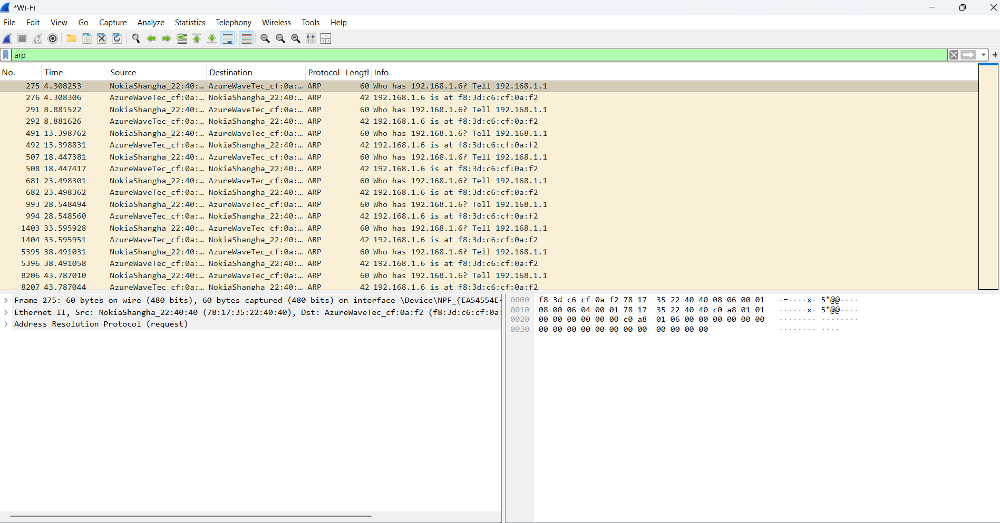 *Wi-Fi
File Edit View Go Capture Analyze Statistics Telephony Wireless Tools Help
arp
No. Time Source Destination Protocol Length Info
275 4.308253 NokiaShangha_22:40:… AzureWaveTec_cf:0a:… ARP 60 Who has 192.168.1.6? Tell 192.168.1.1
276 4.308306 AzureWaveTec_cf:0a:… NokiaShangha_22:40:… ARP 42 192.168.1.6 is at f8:3d:c6:cf:0a:f2
291 8.881522 NokiaShangha_22:40:… AzureWaveTec_cf:0a:… ARP 60 Who has 192.168.1.6? Tell 192.168.1.1
292 8.881626 AzureWaveTec_cf:0a:… NokiaShangha_22:40:… ARP 42 192.168.1.6 is at f8:3d:c6:cf:0a:f2
491 13.398762 NokiaShangha_22:40:… AzureWaveTec_cf:0a:… ARP 60 Who has 192.168.1.6? Tell 192.168.1.1
492 13.398831 AzureWaveTec_cf:0a:… NokiaShangha_22:40:… ARP 42 192.168.1.6 is at f8:3d:c6:cf:0a:f2
507 18.447381 NokiaShangha_22:40:… AzureWaveTec_cf:0a:… ARP 60 Who has 192.168.1.6? Tell 192.168.1.1
508 18.447417 AzureWaveTec_cf:0a:… NokiaShangha_22:40:… ARP 42 192.168.1.6 is at f8:3d:c6:cf:0a:f2
681 23.498301 NokiaShangha_22:40:… AzureWaveTec_cf:0a:… ARP 60 Who has 192.168.1.6? Tell 192.168.1.1
682 23.498362 AzureWaveTec_cf:0a:… NokiaShangha_22:40:… ARP 42 192.168.1.6 is at f8:3d:c6:cf:0a:f2
993 28.548494 NokiaShangha_22:40:… AzureWaveTec_cf:0a:… ARP 60 Who has 192.168.1.6? Tell 192.168.1.1
994 28.548560 AzureWaveTec_cf:0a:… NokiaShangha_22:40:… ARP 42 192.168.1.6 is at f8:3d:c6:cf:0a:f2
1403 33.595928 NokiaShangha_22:40:… AzureWaveTec_cf:0a:… ARP 60 Who has 192.168.1.6? Tell 192.168.1.1
1404 33.595951 AzureWaveTec_cf:0a:… NokiaShangha_22:40:… ARP 42 192.168.1.6 is at f8:3d:c6:cf:0a:f2
5395 38.491031 NokiaShangha_22:40:… AzureWaveTec_cf:0a:… ARP 60 Who has 192.168.1.6? Tell 192.168.1.1
5396 38.491058 AzureWaveTec_cf:0a:… NokiaShangha_22:40:… ARP 42 192.168.1.6 is at f8:3d:c6:cf:0a:f2
8206 43.787010 NokiaShangha_22:40:… AzureWaveTec_cf:0a:… ARP 60 Who has 192.168.1.6? Tell 192.168.1.1
8207 43.787044 AzureWaveTec_cf:0a:… NokiaShangha_22:40:… ARP 42 192.168.1.6 is at f8:3d:c6:cf:0a:f2
Frame 275: 60 bytes on wire (480 bits), 60 bytes captured (480 bits) on interface \Device\NPF_{EA54554E-
Ethernet II, Src: NokiaShangha_22:40:40 (78:17:35:22:40:40), Dst: AzureWaveTec_cf:0a:f2 (f8:3d:c6:cf:0a:
Address Resolution Protocol (request)
0000 f8 3d c6 cf 0a f2 78 17 35 22 40 40 08 06 00 01 ·=····x· 5"@@····
0010 08 00 06 04 00 01 78 17 35 22 40 40 c0 a8 01 01 ······x· 5"@@····
0020 00 00 00 00 00 00 c0 a8 01 06 00 00 00 00 00 00 ········ ········
0030 00 00 00 00 00 00 00 00 00 00 00 00 ········ ····